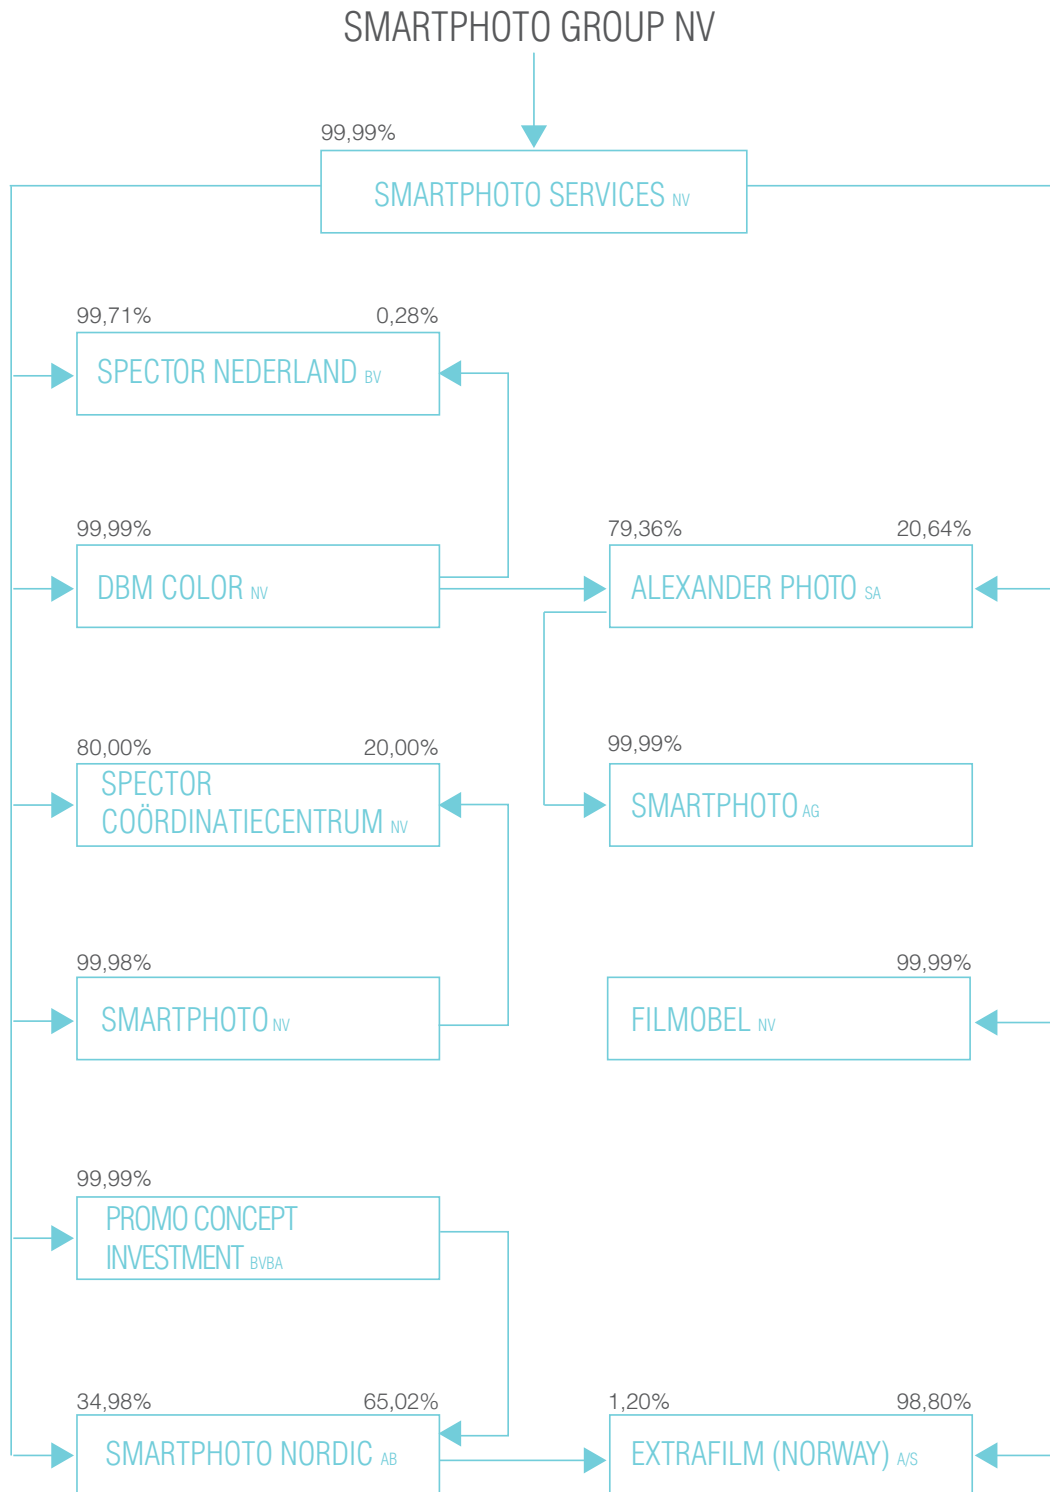 SMARTPHOTO GROUP NV
99,99%
SMARTPHOTO SERVICES NV
99,71% 0,28%
SPECTOR NEDERLAND BV
99,99%
DBM COLOR NV
79,36% 20,64%
ALEXANDER PHOTO SA
80,00% 20,00%
SPECTOR
COÖRDINATIECENTRUM NV
99,99%
SMARTPHOTO AG
99,98%
SMARTPHOTO NV
99,99%
FILMOBEL NV
99,99%
PROMO CONCEPT
INVESTMENT BVBA
34,98% 65,02%
SMARTPHOTO NORDIC AB
1,20% 98,80%
EXTRAFILM (NORWAY) A/S